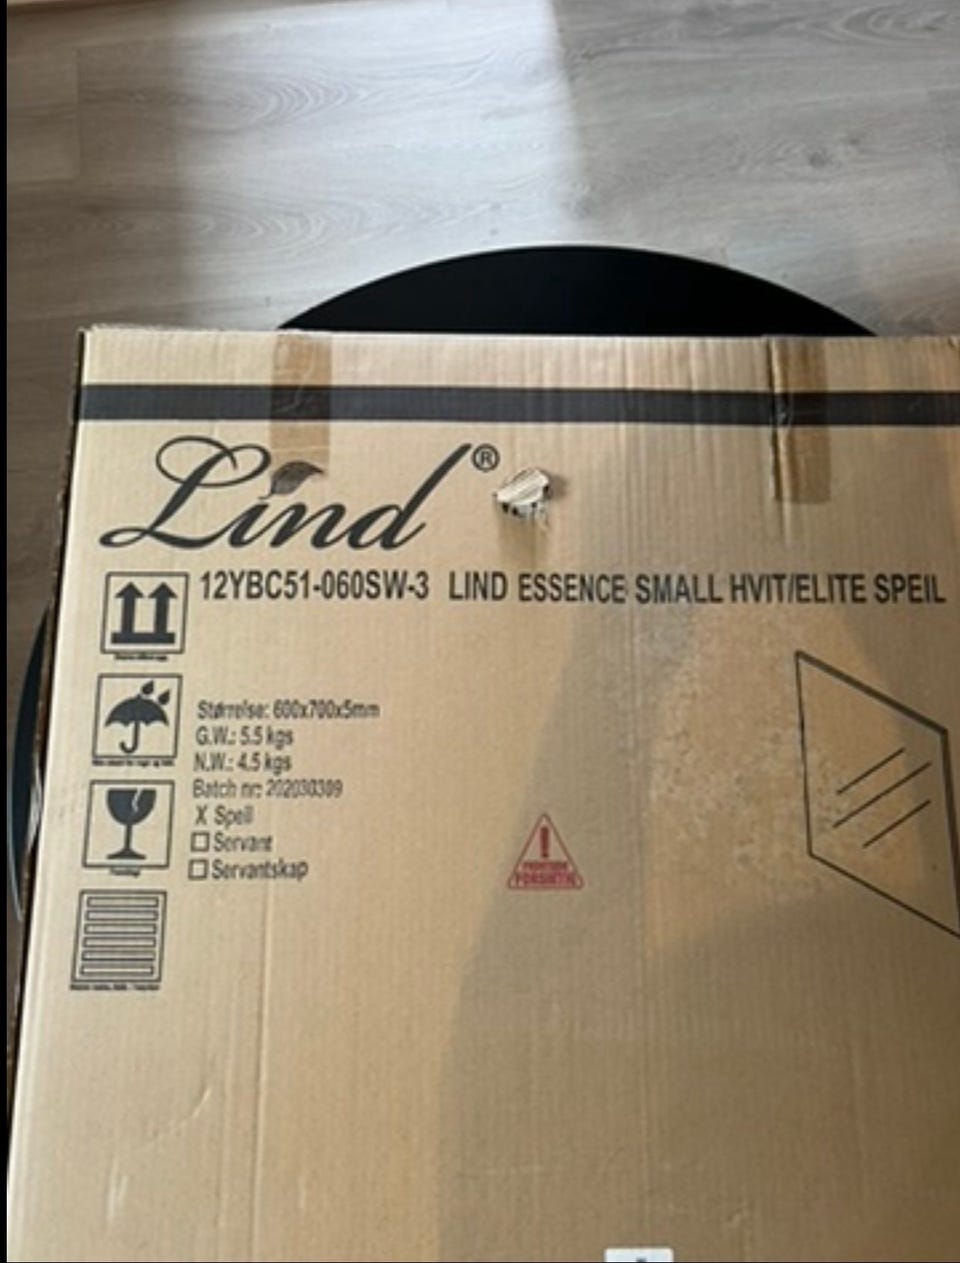 Lind®
12YBC51-060SW-3 LIND ESSENCE SMALL HVIT/ELITE SPEIL
Størrelse: 600x700x5mm
G.W.: 5.5 kgs
N.W.: 4.5 kgs
Batch nr: 202030309
X Speil
Servant
Servantskap
!
FORSIKTIG